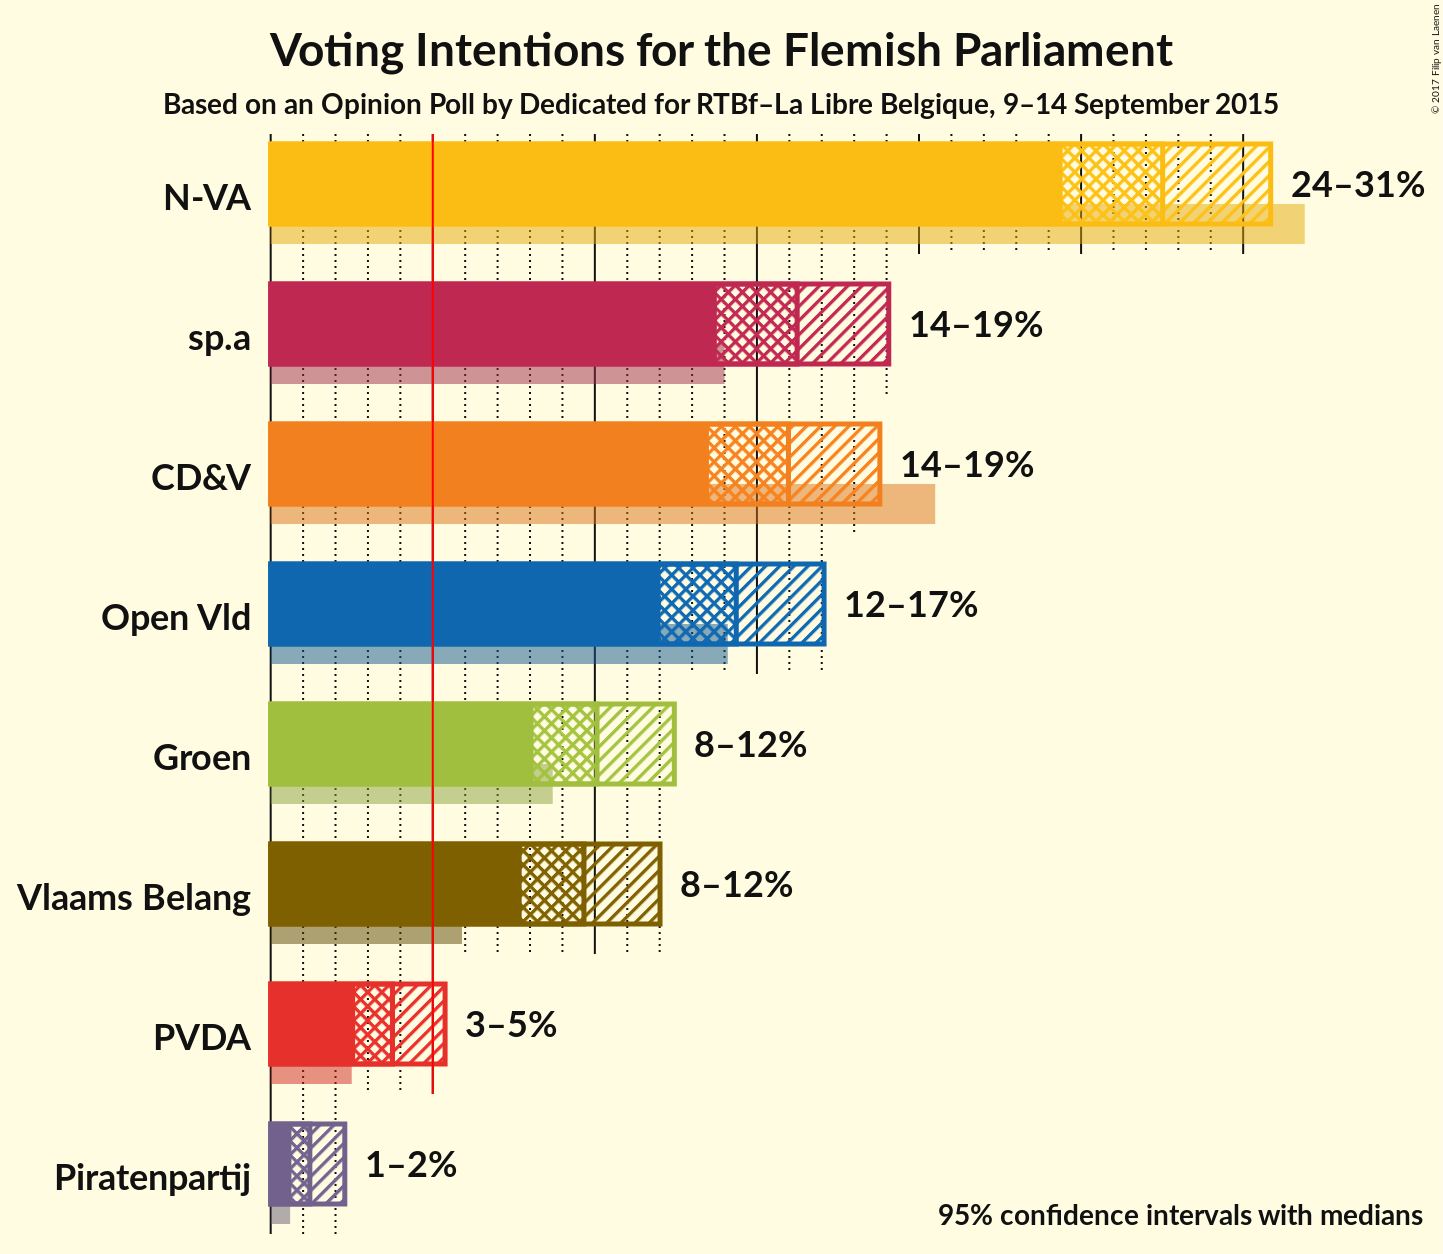 Voting Intentions for the Flemish Parliament
Based on an Opinion Poll by Dedicated for RTBf–La Libre Belgique, 9–14 September 2015
© 2017 Filip van Laenen
N-VA
24–31%
sp.a
14–19%
CD&V
14–19%
Open Vld
12–17%
Groen
8–12%
Vlaams Belang
8–12%
PVDA
3–5%
Piratenpartij
1–2%
95% confidence intervals with medians